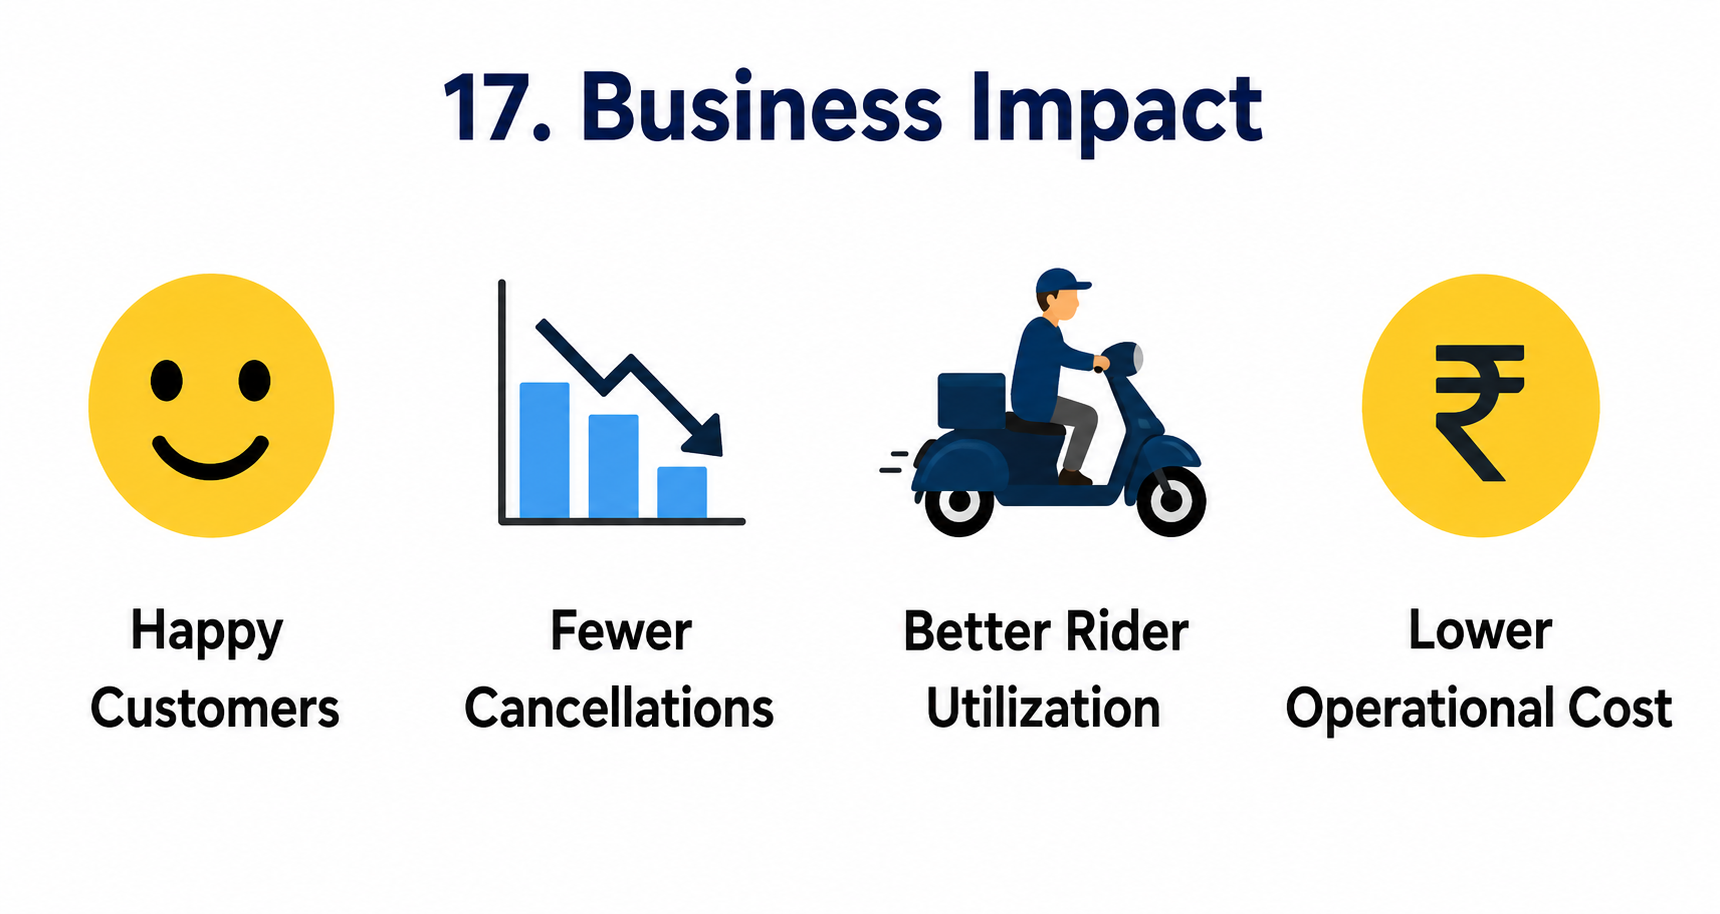 17. Business Impact
₹
Happy
Customers
Fewer
Cancellations
Better Rider
Utilization
Lower
Operational Cost